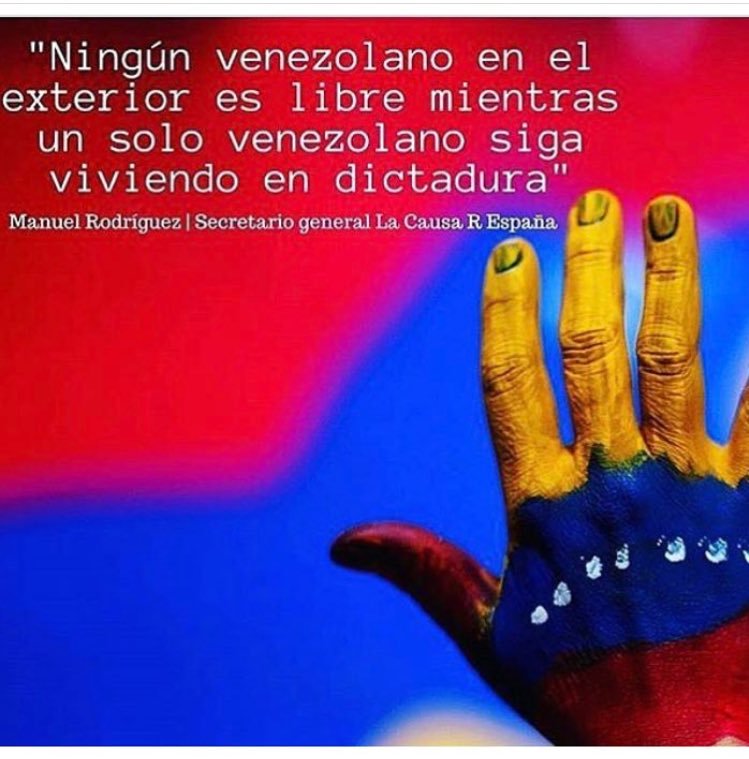 "Ningún venezolano en el
exterior es libre mientras
un solo venezolano siga
viviendo en dictadura"
Manuel Rodríguez | Secretario general La Causa R España